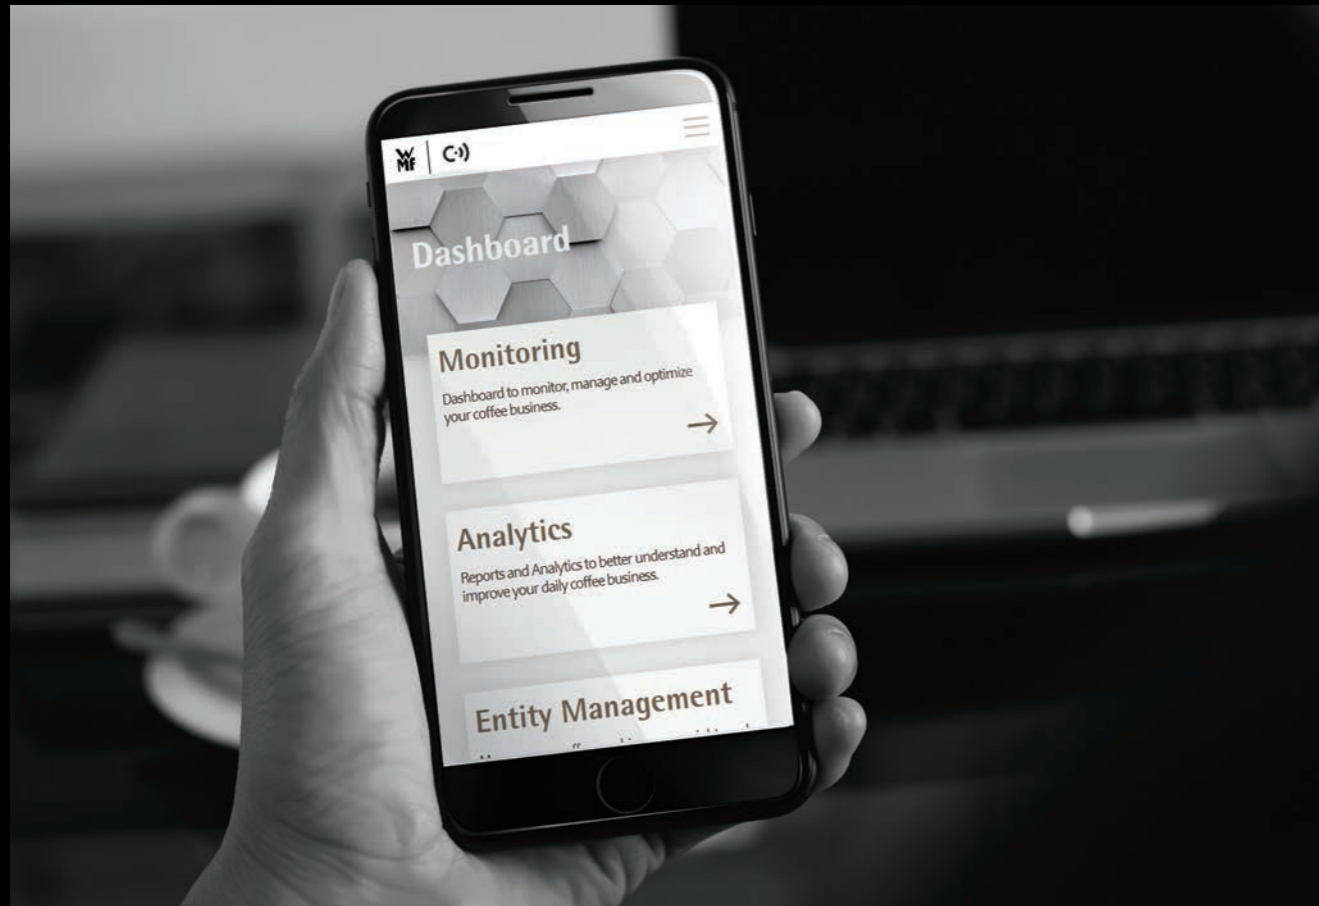 WMF
Dashboard
Monitoring
Dashboard to monitor, manage and optimize
your coffee business.
Analytics
Reports and Analytics to better understand and
improve your daily coffee business.
Entity Management